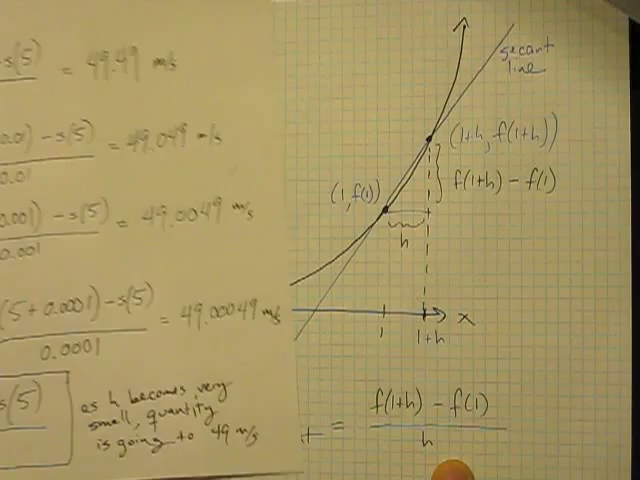 s(5)
= 49.49 m/s
0.01) - s(5)
0.01
= 49.049 m/s
0.001) - s(5)
0.001
= 49.0049 m/s
(5 + 0.0001) - s(5)
0.0001
= 49.00049 m/s
s(5)
as h becomes very
small, quantity
is going to 49 m/s
secant
line
(1+h, f(1+h))
(1, f(1))
f(1+h) - f(1)
h
x
1
1+h
= f(1+h) - f(1)
h